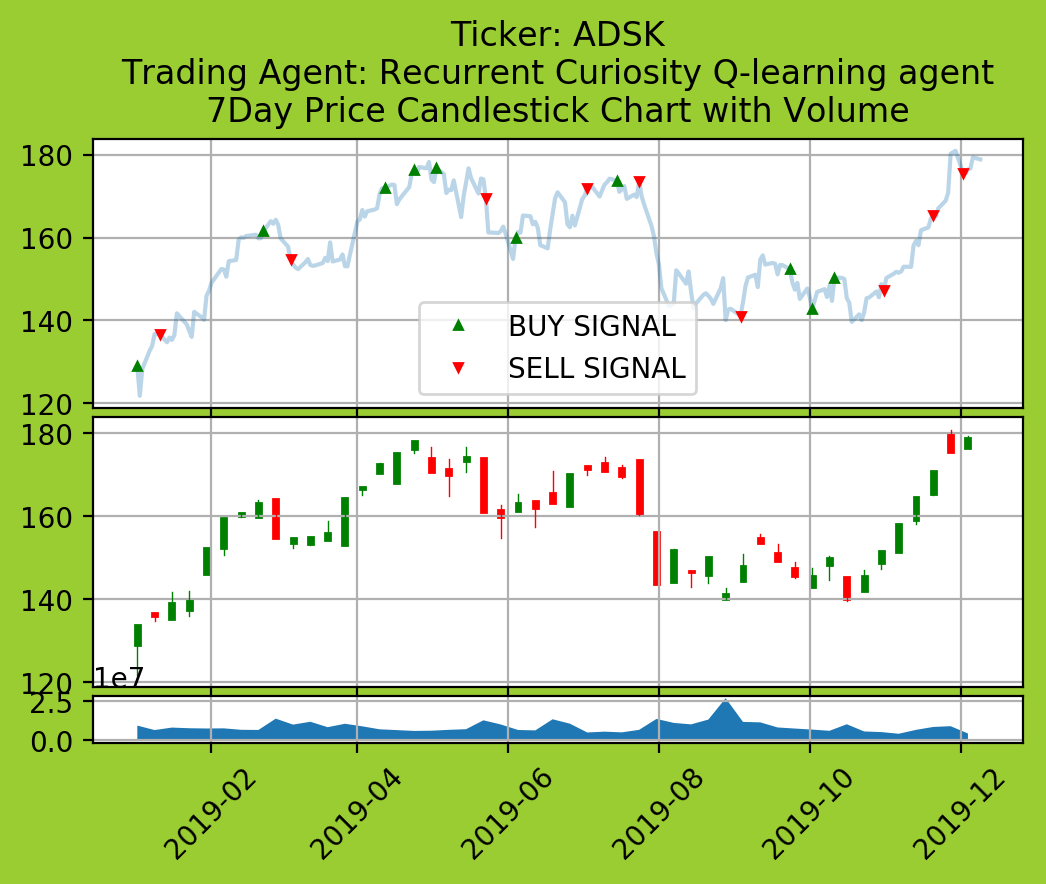 Ticker: ADSK
Trading Agent: Recurrent Curiosity Q-learning agent
7Day Price Candlestick Chart with Volume
180
160
140
120
BUY SIGNAL
SELL SIGNAL
180
160
140
120
1e7
2.5
0.0
2019-02
2019-04
2019-06
2019-08
2019-10
2019-12